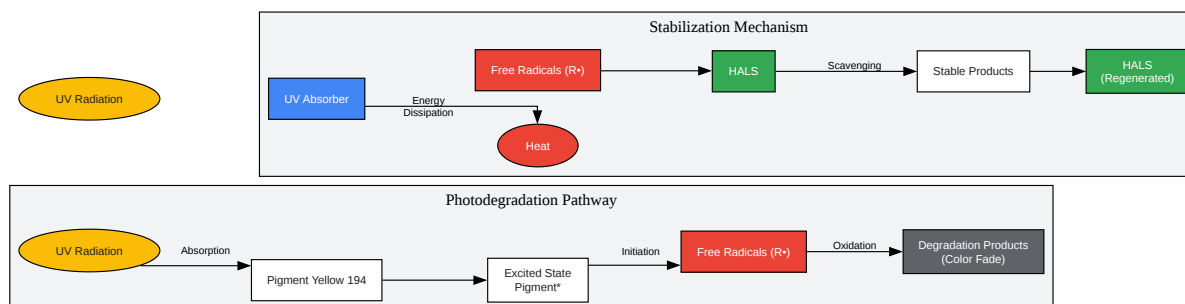 Stabilization Mechanism
UV Radiation
UV Absorber
Energy
Dissipation
Heat
Free Radicals (R•)
HALS
Scavenging
Stable Products
HALS
(Regenerated)
Photodegradation Pathway
UV Radiation
Absorption
Pigment Yellow 194
Excited State
Pigment*
Initiation
Free Radicals (R•)
Oxidation
Degradation Products
(Color Fade)